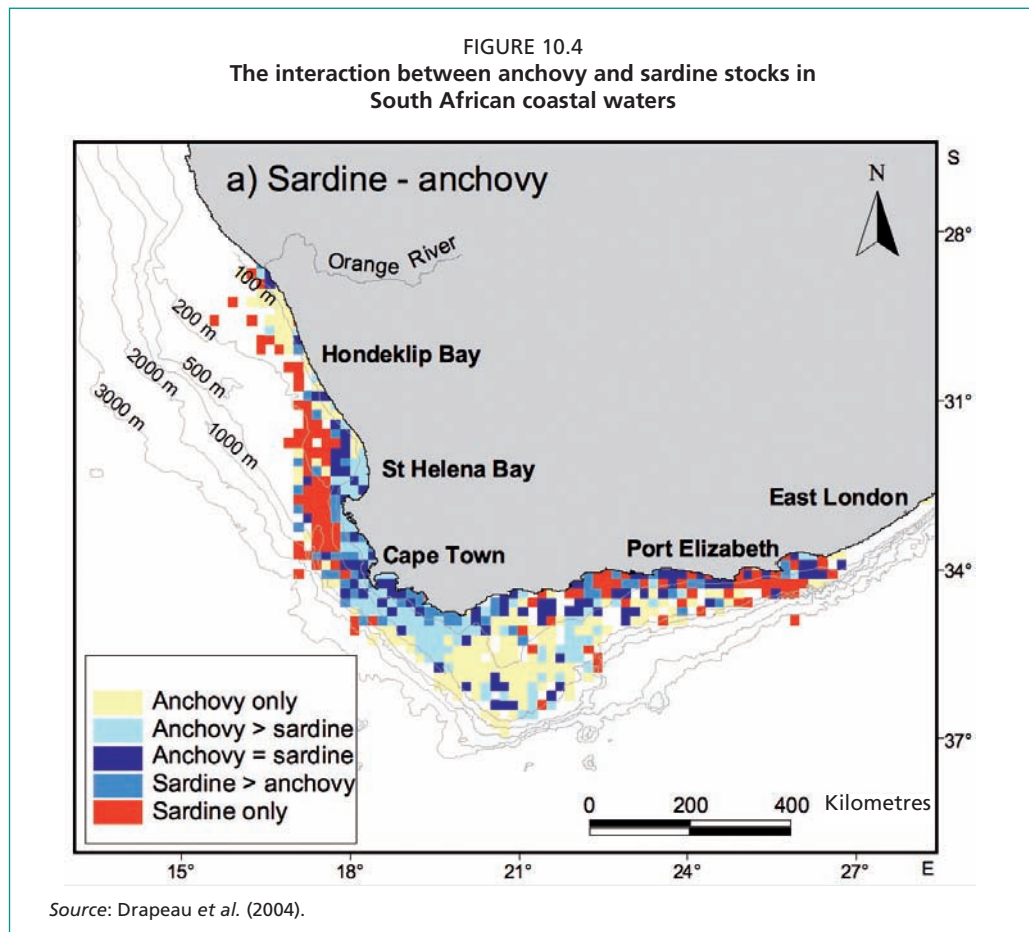 FIGURE 10.4
The interaction between anchovy and sardine stocks in
South African coastal waters
a) Sardine - anchovy
N
S
28°
Orange River
100 m
200 m
Hondeklip Bay
500 m
2000 m
3000 m
31°
1000 m
St Helena Bay
East London
Cape Town
Port Elizabeth
34°
Anchovy only
Anchovy > sardine
Anchovy = sardine
Sardine > anchovy
Sardine only
37°
0 200 400 Kilometres
15° 18° 21° 24° 27° E
Source: Drapeau et al. (2004).